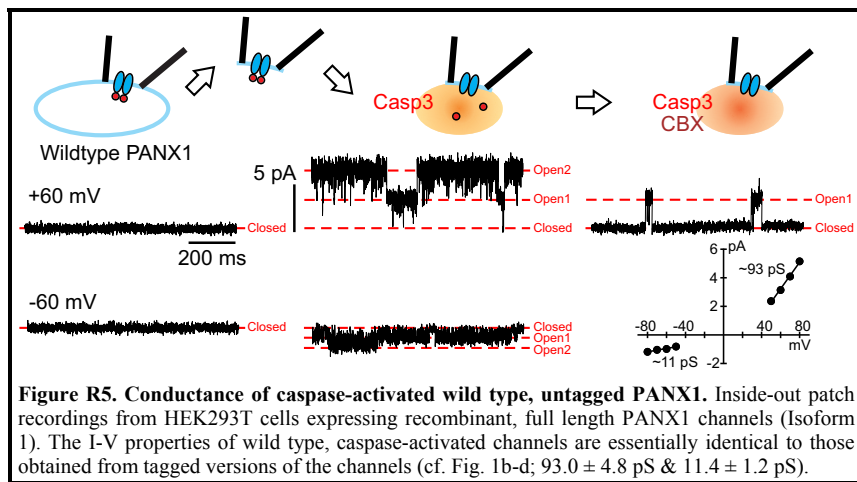 Casp3
Casp3
CBX
Wildtype PANX1
5 pA
Open2
Open1
Closed
+60 mV
Closed
200 ms
Open1
Closed
-60 mV
Closed
Closed
Open1
Open2
6
pA
4
2
-2
-80
-40
40
80
mV
~93 pS
~11 pS
Figure R5. Conductance of caspase-activated wild type, untagged PANX1. Inside-out patch
recordings from HEK293T cells expressing recombinant, full length PANX1 channels (Isoform
1). The I-V properties of wild type, caspase-activated channels are essentially identical to those
obtained from tagged versions of the channels (cf. Fig. 1b-d; 93.0 ± 4.8 pS & 11.4 ± 1.2 pS).